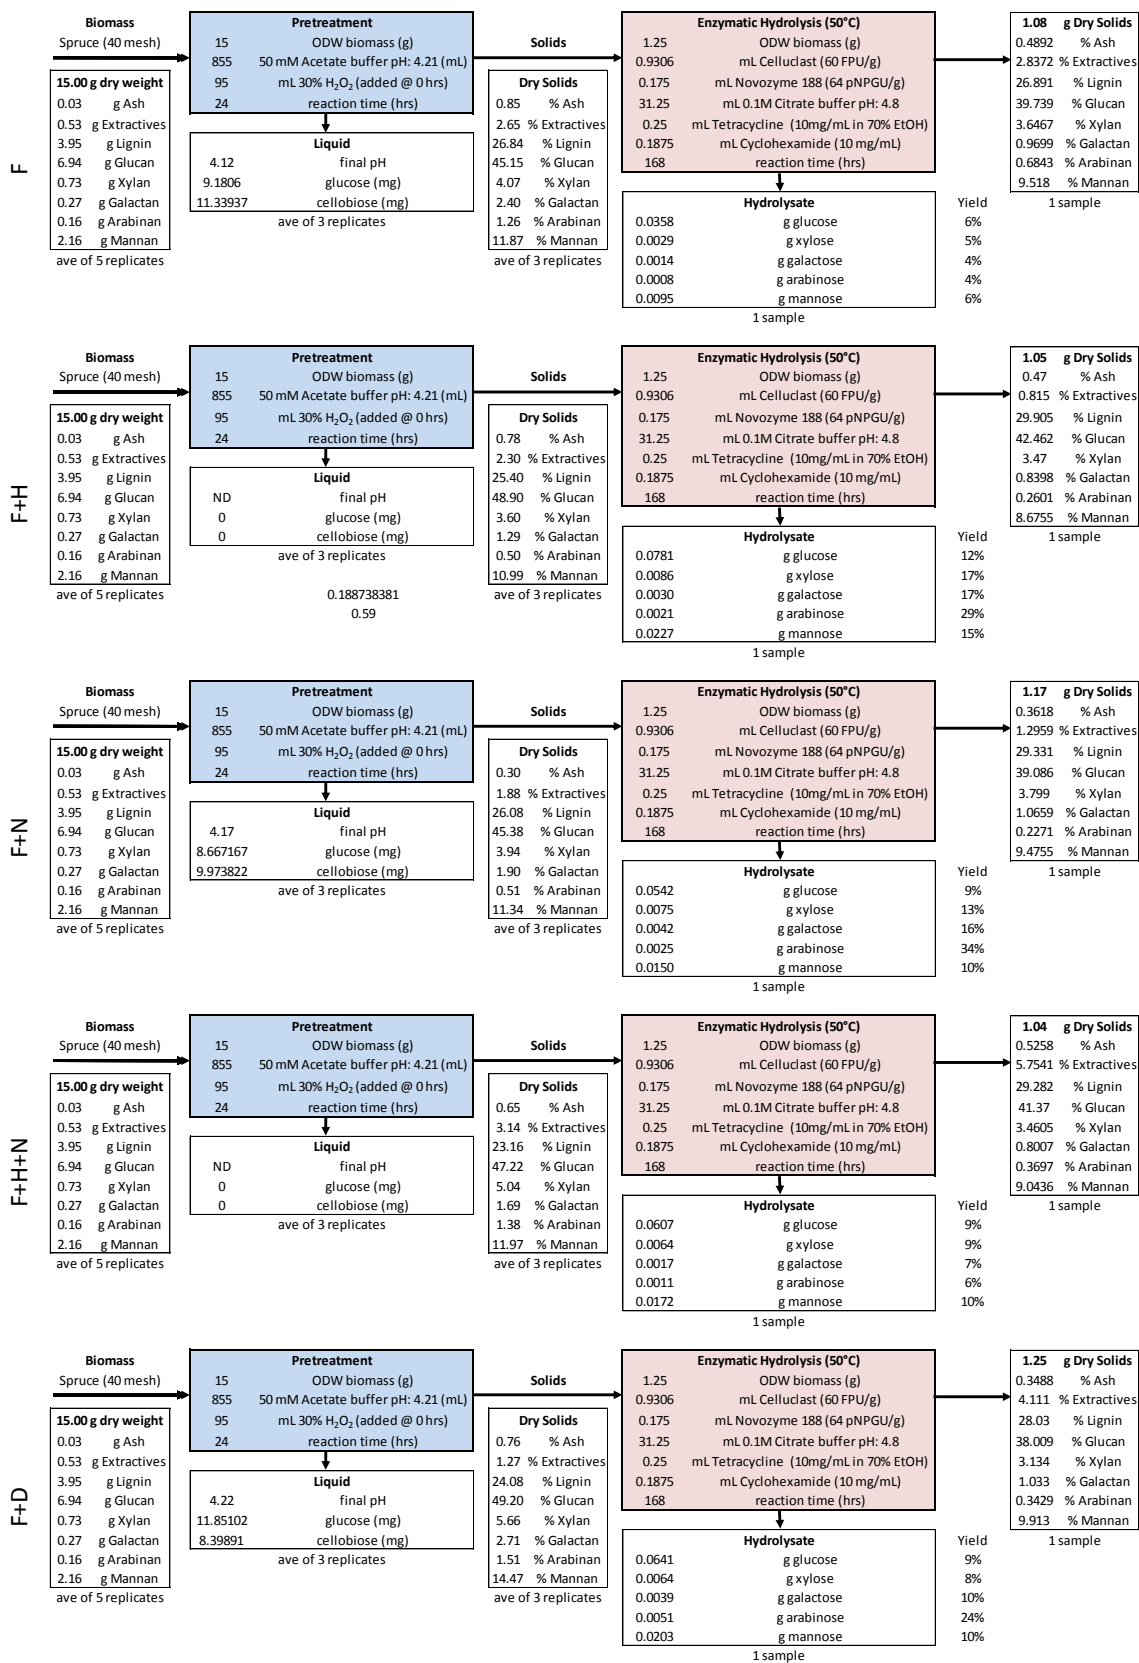 F
Biomass
Spruce (40 mesh)
15.00 g dry weight
0.03 g Ash
0.53 g Extractives
3.95 g Lignin
6.94 g Glucan
0.73 g Xylan
0.27 g Galactan
0.16 g Arabinan
2.16 g Mannan
ave of 5 replicates
Pretreatment
15 ODW biomass (g)
855 50 mM Acetate buffer pH: 4.21 (mL)
95 mL 30% H₂O₂ (added @ 0 hrs)
24 reaction time (hrs)
Liquid
4.12 final pH
9.1806 glucose (mg)
11.33937 cellobiose (mg)
ave of 3 replicates
Solids
Dry Solids
0.85 % Ash
2.65 % Extractives
26.84 % Lignin
45.15 % Glucan
4.07 % Xylan
2.40 % Galactan
1.26 % Arabinan
11.87 % Mannan
ave of 3 replicates
Enzymatic Hydrolysis (50°C)
1.25 ODW biomass (g)
0.9306 mL Celluclast (60 FPU/g)
0.175 mL Novozyme 188 (64 pNPGU/g)
31.25 mL 0.1M Citrate buffer pH: 4.8
0.25 mL Tetracycline (10mg/mL in 70% EtOH)
0.1875 mL Cyclohexamide (10 mg/mL)
168 reaction time (hrs)
Hydrolysate Yield
0.0358 g glucose 6%
0.0029 g xylose 5%
0.0014 g galactose 4%
0.0008 g arabinose 4%
0.0095 g mannose 6%
1 sample
1.08 g Dry Solids
0.4892 % Ash
2.8372 % Extractives
26.891 % Lignin
39.739 % Glucan
3.6467 % Xylan
0.9699 % Galactan
0.6843 % Arabinan
9.518 % Mannan
1 sample
F+H
Biomass
Spruce (40 mesh)
15.00 g dry weight
0.03 g Ash
0.53 g Extractives
3.95 g Lignin
6.94 g Glucan
0.73 g Xylan
0.27 g Galactan
0.16 g Arabinan
2.16 g Mannan
ave of 5 replicates
Pretreatment
15 ODW biomass (g)
855 50 mM Acetate buffer pH: 4.21 (mL)
95 mL 30% H₂O₂ (added @ 0 hrs)
24 reaction time (hrs)
Liquid
ND final pH
0 glucose (mg)
0 cellobiose (mg)
ave of 3 replicates
0.188738381
0.59
Solids
Dry Solids
0.78 % Ash
2.30 % Extractives
25.40 % Lignin
48.90 % Glucan
3.60 % Xylan
1.29 % Galactan
0.50 % Arabinan
10.99 % Mannan
ave of 3 replicates
Enzymatic Hydrolysis (50°C)
1.25 ODW biomass (g)
0.9306 mL Celluclast (60 FPU/g)
0.175 mL Novozyme 188 (64 pNPGU/g)
31.25 mL 0.1M Citrate buffer pH: 4.8
0.25 mL Tetracycline (10mg/mL in 70% EtOH)
0.1875 mL Cyclohexamide (10 mg/mL)
168 reaction time (hrs)
Hydrolysate Yield
0.0781 g glucose 12%
0.0086 g xylose 17%
0.0030 g galactose 17%
0.0021 g arabinose 29%
0.0227 g mannose 15%
1 sample
1.05 g Dry Solids
0.47 % Ash
0.815 % Extractives
29.905 % Lignin
42.462 % Glucan
3.47 % Xylan
0.8398 % Galactan
0.2601 % Arabinan
8.6755 % Mannan
1 sample
F+N
Biomass
Spruce (40 mesh)
15.00 g dry weight
0.03 g Ash
0.53 g Extractives
3.95 g Lignin
6.94 g Glucan
0.73 g Xylan
0.27 g Galactan
0.16 g Arabinan
2.16 g Mannan
ave of 5 replicates
Pretreatment
15 ODW biomass (g)
855 50 mM Acetate buffer pH: 4.21 (mL)
95 mL 30% H₂O₂ (added @ 0 hrs)
24 reaction time (hrs)
Liquid
4.17 final pH
8.667167 glucose (mg)
9.973822 cellobiose (mg)
ave of 3 replicates
Solids
Dry Solids
0.30 % Ash
1.88 % Extractives
26.08 % Lignin
45.38 % Glucan
3.94 % Xylan
1.90 % Galactan
0.51 % Arabinan
11.34 % Mannan
ave of 3 replicates
Enzymatic Hydrolysis (50°C)
1.25 ODW biomass (g)
0.9306 mL Celluclast (60 FPU/g)
0.175 mL Novozyme 188 (64 pNPGU/g)
31.25 mL 0.1M Citrate buffer pH: 4.8
0.25 mL Tetracycline (10mg/mL in 70% EtOH)
0.1875 mL Cyclohexamide (10 mg/mL)
168 reaction time (hrs)
Hydrolysate Yield
0.0542 g glucose 9%
0.0075 g xylose 13%
0.0042 g galactose 16%
0.0025 g arabinose 34%
0.0150 g mannose 10%
1 sample
1.17 g Dry Solids
0.3618 % Ash
1.2959 % Extractives
29.331 % Lignin
39.086 % Glucan
3.799 % Xylan
1.0659 % Galactan
0.2271 % Arabinan
9.4755 % Mannan
1 sample
F+H+N
Biomass
Spruce (40 mesh)
15.00 g dry weight
0.03 g Ash
0.53 g Extractives
3.95 g Lignin
6.94 g Glucan
0.73 g Xylan
0.27 g Galactan
0.16 g Arabinan
2.16 g Mannan
ave of 5 replicates
Pretreatment
15 ODW biomass (g)
855 50 mM Acetate buffer pH: 4.21 (mL)
95 mL 30% H₂O₂ (added @ 0 hrs)
24 reaction time (hrs)
Liquid
ND final pH
0 glucose (mg)
0 cellobiose (mg)
ave of 3 replicates
Solids
Dry Solids
0.65 % Ash
3.14 % Extractives
23.16 % Lignin
47.22 % Glucan
5.04 % Xylan
1.69 % Galactan
1.38 % Arabinan
11.97 % Mannan
ave of 3 replicates
Enzymatic Hydrolysis (50°C)
1.25 ODW biomass (g)
0.9306 mL Celluclast (60 FPU/g)
0.175 mL Novozyme 188 (64 pNPGU/g)
31.25 mL 0.1M Citrate buffer pH: 4.8
0.25 mL Tetracycline (10mg/mL in 70% EtOH)
0.1875 mL Cyclohexamide (10 mg/mL)
168 reaction time (hrs)
Hydrolysate Yield
0.0607 g glucose 9%
0.0064 g xylose 9%
0.0017 g galactose 7%
0.0011 g arabinose 6%
0.0172 g mannose 10%
1 sample
1.04 g Dry Solids
0.5258 % Ash
5.7541 % Extractives
29.282 % Lignin
41.37 % Glucan
3.4605 % Xylan
0.8007 % Galactan
0.3697 % Arabinan
9.0436 % Mannan
1 sample
F+D
Biomass
Spruce (40 mesh)
15.00 g dry weight
0.03 g Ash
0.53 g Extractives
3.95 g Lignin
6.94 g Glucan
0.73 g Xylan
0.27 g Galactan
0.16 g Arabinan
2.16 g Mannan
ave of 5 replicates
Pretreatment
15 ODW biomass (g)
855 50 mM Acetate buffer pH: 4.21 (mL)
95 mL 30% H₂O₂ (added @ 0 hrs)
24 reaction time (hrs)
Liquid
4.22 final pH
11.85102 glucose (mg)
8.39891 cellobiose (mg)
ave of 3 replicates
Solids
Dry Solids
0.76 % Ash
1.27 % Extractives
24.08 % Lignin
49.20 % Glucan
5.66 % Xylan
2.71 % Galactan
1.51 % Arabinan
14.47 % Mannan
ave of 3 replicates
Enzymatic Hydrolysis (50°C)
1.25 ODW biomass (g)
0.9306 mL Celluclast (60 FPU/g)
0.175 mL Novozyme 188 (64 pNPGU/g)
31.25 mL 0.1M Citrate buffer pH: 4.8
0.25 mL Tetracycline (10mg/mL in 70% EtOH)
0.1875 mL Cyclohexamide (10 mg/mL)
168 reaction time (hrs)
Hydrolysate Yield
0.0641 g glucose 9%
0.0064 g xylose 8%
0.0039 g galactose 10%
0.0051 g arabinose 24%
0.0203 g mannose 10%
1 sample
1.25 g Dry Solids
0.3488 % Ash
4.111 % Extractives
28.03 % Lignin
38.009 % Glucan
3.134 % Xylan
1.033 % Galactan
0.3429 % Arabinan
9.913 % Mannan
1 sample